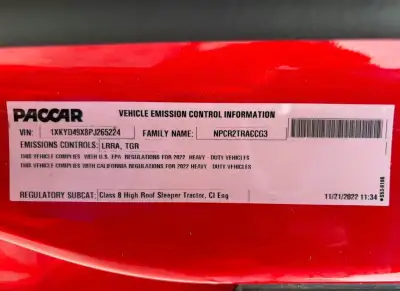 PACCAR VEHICLE EMISSION CONTROL INFORMATION
VIN: 1XKYD49X8PJ265224 FAMILY NAME: NPCR2TRACCG3
EMISSIONS CONTROLS: LRRA, TGR
THIS VEHICLE COMPLIES WITH U.S. EPA REGULATIONS FOR 2022 HEAVY - DUTY VEHICLES
THIS VEHICLE COMPLIES WITH CALIFORNIA REGULATIONS FOR 2022 HEAVY - DUTY VEHICLES
REGULATORY SUBCAT: Class 8 High Roof Sleeper Tractor, CI Eng
11/21/2022 11:34